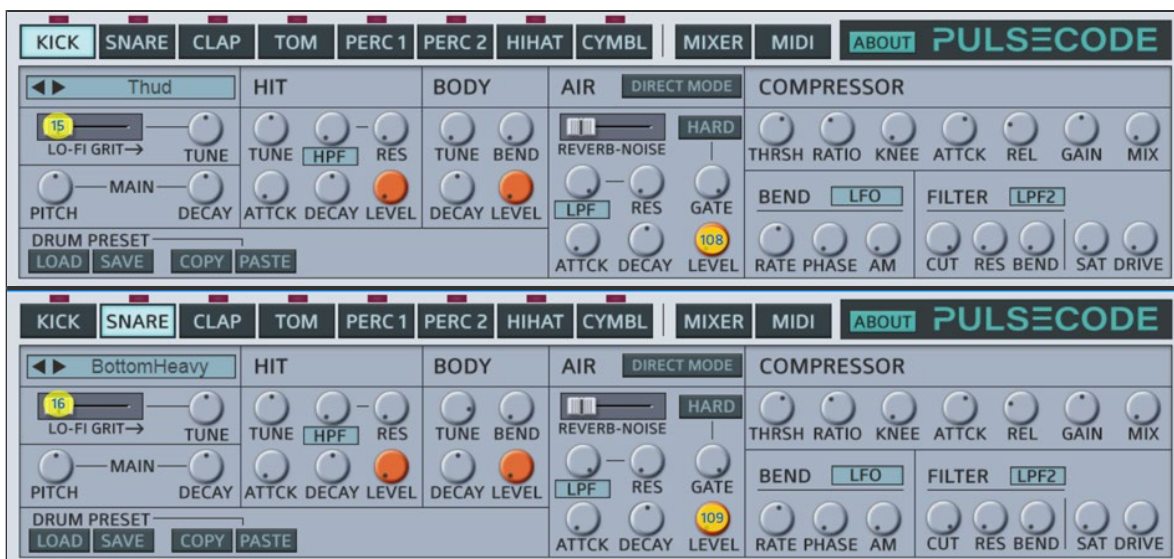 KICK SNARE CLAP TOM PERC 1 PERC 2 HIHAT CYMBL MIXER MIDI ABOUT PULSECODE
Thud HIT BODY AIR DIRECT MODE COMPRESSOR
15 HARD
LO-FI GRIT→ TUNE TUNE HPF RES TUNE BEND REVERB-NOISE THRSH RATIO KNEE ATTCK REL GAIN MIX
MAIN BEND LFO FILTER LPF2
PITCH DECAY ATTCK DECAY LEVEL DECAY LEVEL LPF RES GATE
DRUM PRESET 108
LOAD SAVE COPY PASTE ATTCK DECAY LEVEL RATE PHASE AM CUT RES BEND SAT DRIVE
KICK SNARE CLAP TOM PERC 1 PERC 2 HIHAT CYMBL MIXER MIDI ABOUT PULSECODE
BottomHeavy HIT BODY AIR DIRECT MODE COMPRESSOR
16 HARD
LO-FI GRIT→ TUNE TUNE HPF RES TUNE BEND REVERB-NOISE THRSH RATIO KNEE ATTCK REL GAIN MIX
MAIN BEND LFO FILTER LPF2
PITCH DECAY ATTCK DECAY LEVEL DECAY LEVEL LPF RES GATE
DRUM PRESET 109
LOAD SAVE COPY PASTE ATTCK DECAY LEVEL RATE PHASE AM CUT RES BEND SAT DRIVE